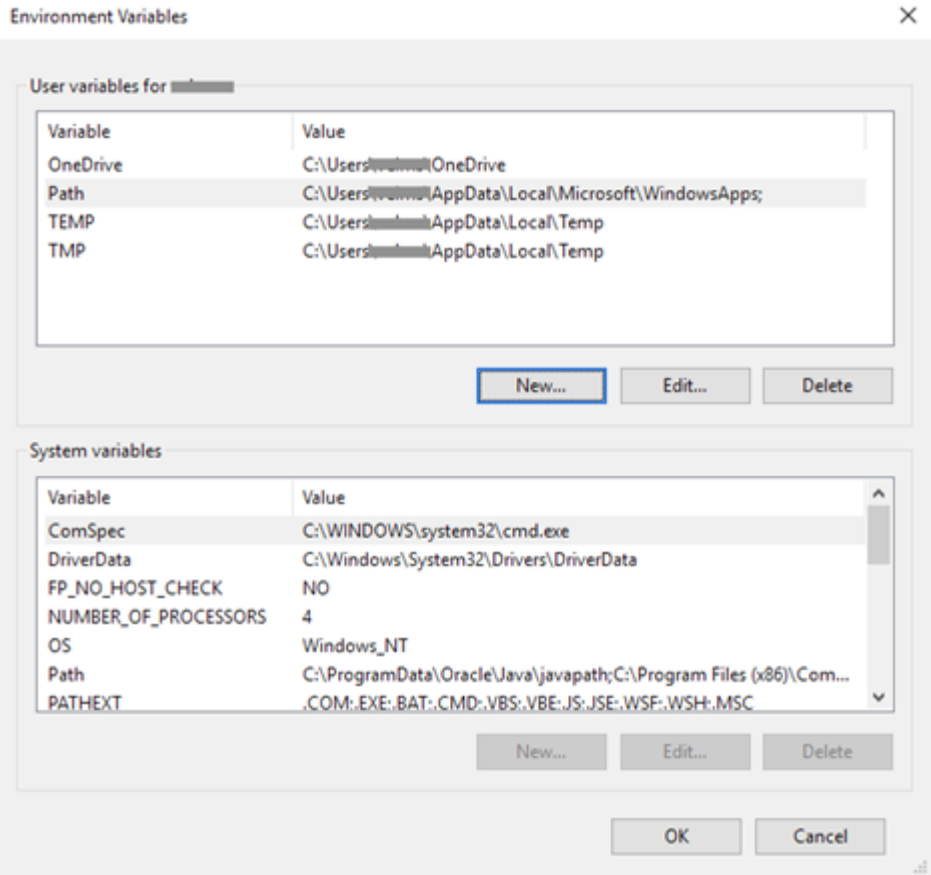 Environment Variables
User variables for
Variable Value
OneDrive C:\Users\OneDrive
Path C:\Users\AppData\Local\Microsoft\WindowsApps;
TEMP C:\Users\AppData\Local\Temp
TMP C:\Users\AppData\Local\Temp
New... Edit... Delete
System variables
Variable Value
ComSpec C:\WINDOWS\system32\cmd.exe
DriverData C:\Windows\System32\Drivers\DriverData
FP_NO_HOST_CHECK NO
NUMBER_OF_PROCESSORS 4
OS Windows_NT
Path C:\ProgramData\Oracle\Java\javapath;C:\Program Files (x86)\Com...
PATHEXT .COM;.EXE;.BAT;.CMD;.VBS;.VBE;.JS;.JSE;.WSF;.WSH;.MSC
New... Edit... Delete
OK Cancel